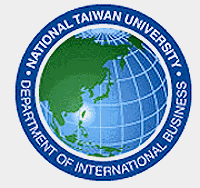 NATIONAL TAIWAN UNIVERSITY
DEPARTMENT OF INTERNATIONAL BUSINESS